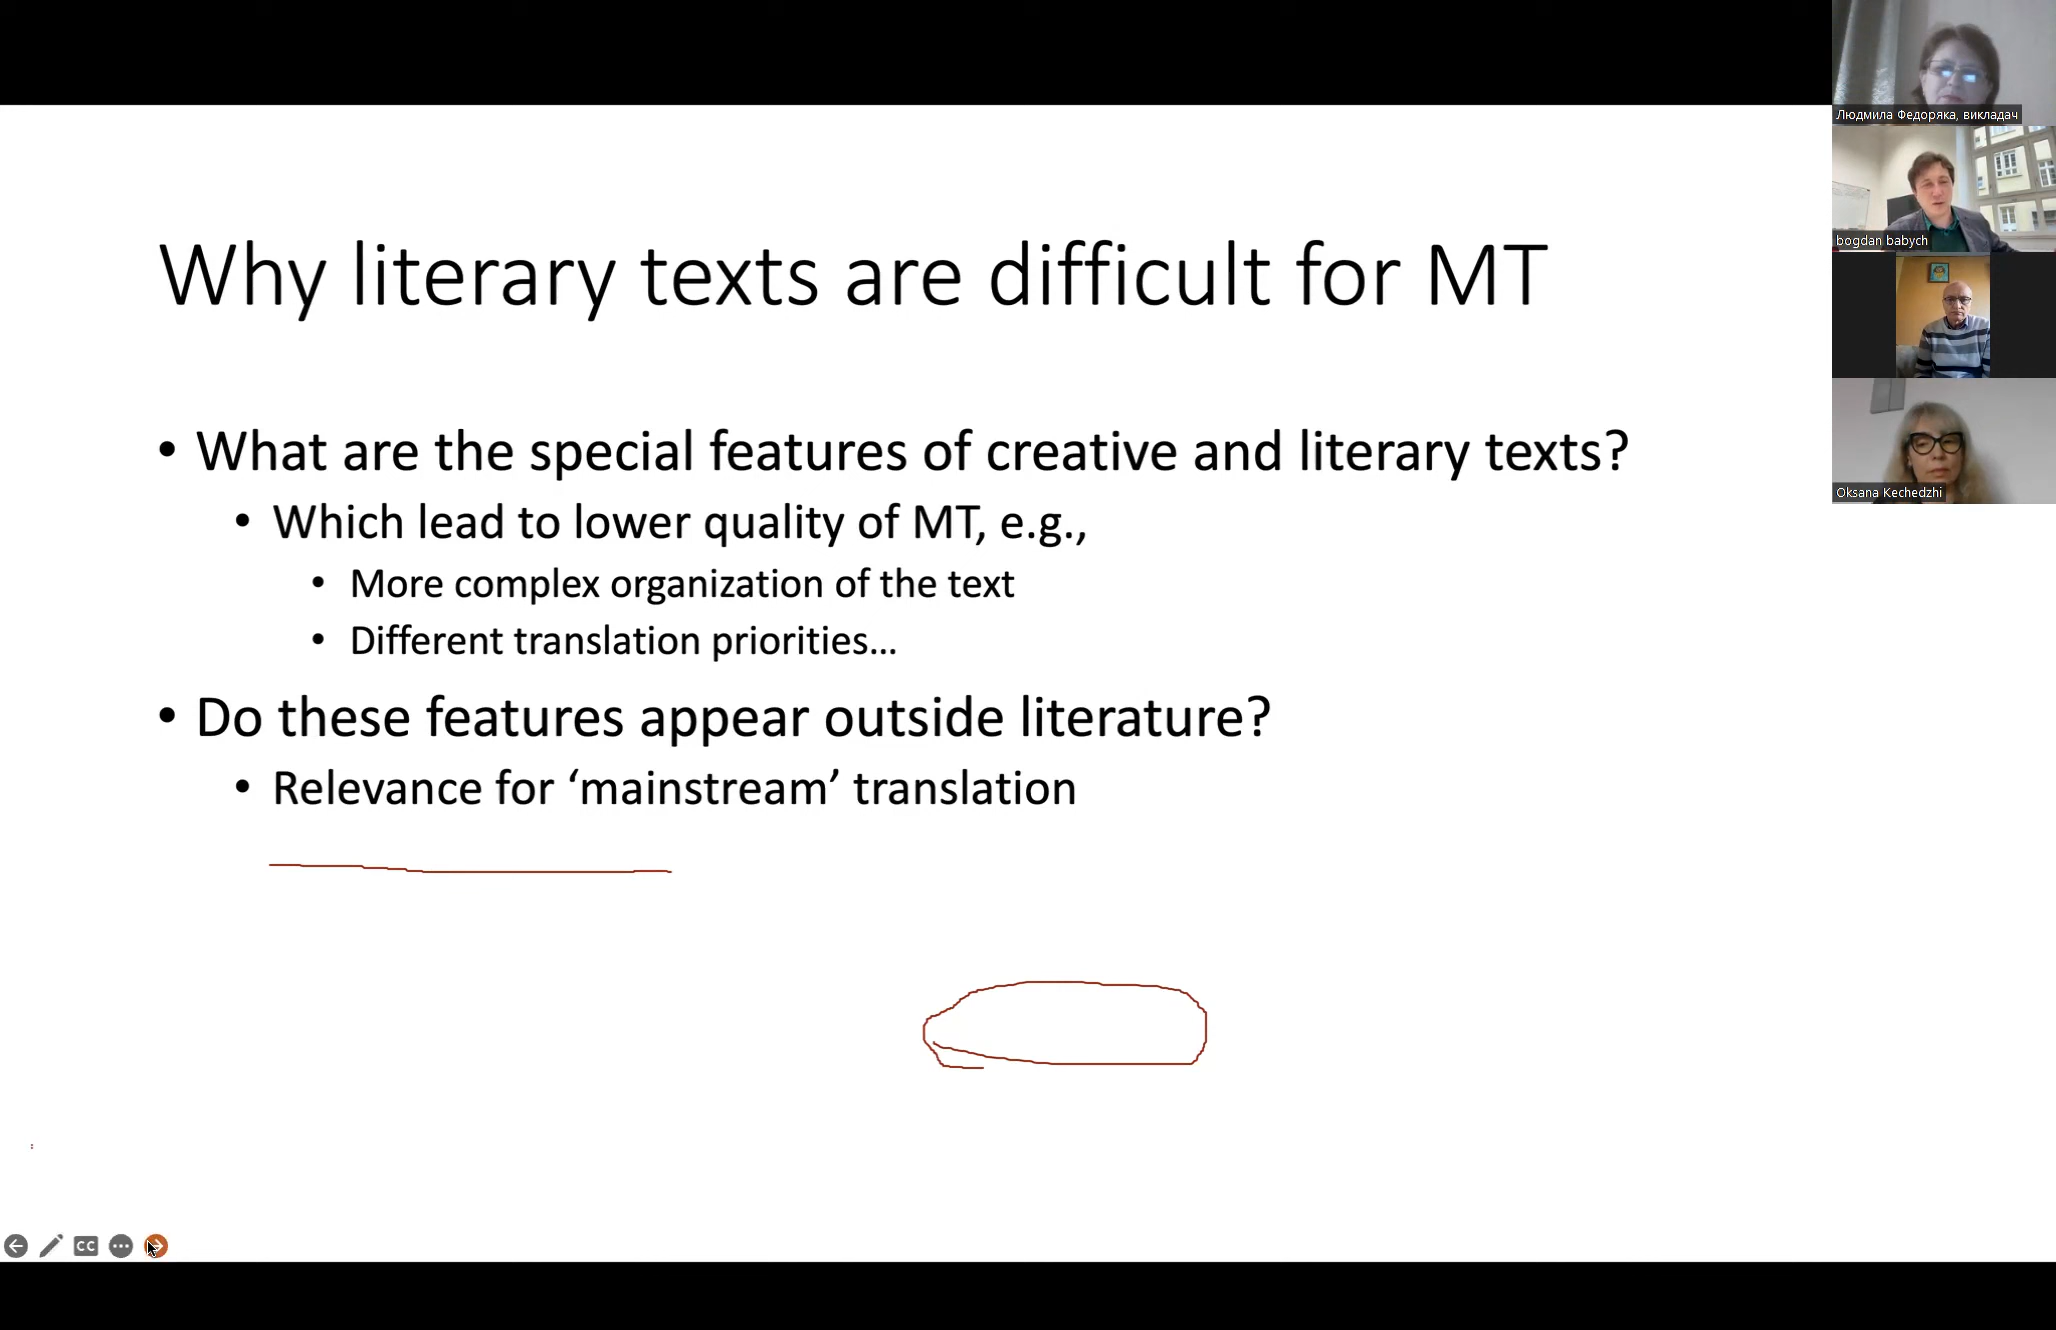 Why literary texts are difficult for MT
• What are the special features of creative and literary texts?
• Which lead to lower quality of MT, e.g.,
• More complex organization of the text
• Different translation priorities…
• Do these features appear outside literature?
• Relevance for ‘mainstream’ translation
Людмила Федоряка, викладач
bogdan babych
Oksana Kechedzhi
CC